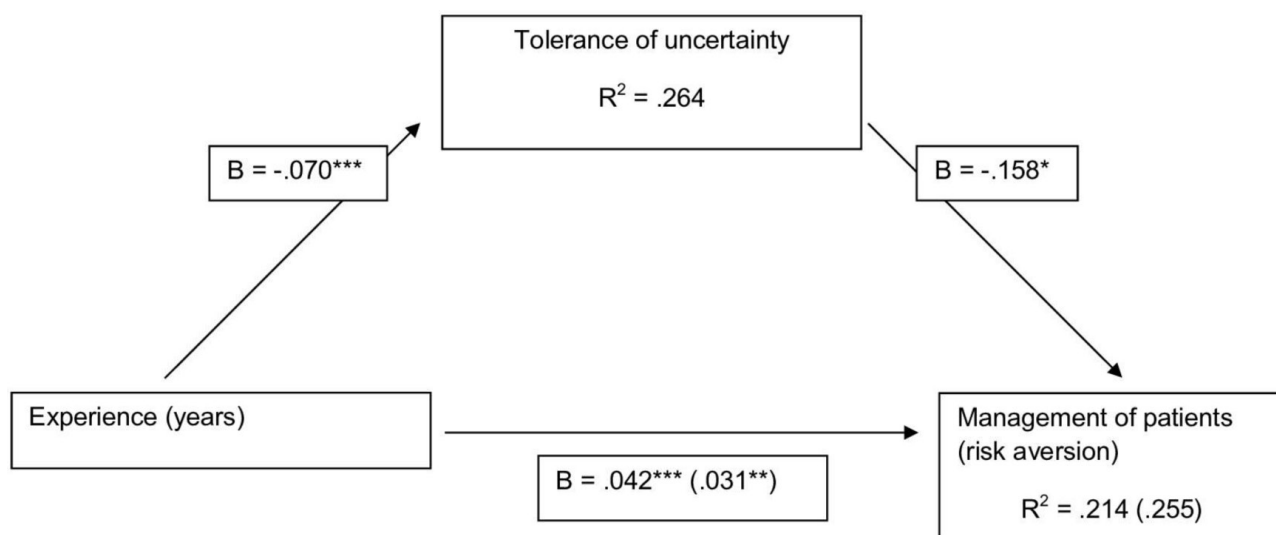 Tolerance of uncertainty
R² = .264
B = -.070***
B = -.158*
Experience (years)
Management of patients
(risk aversion)
B = .042*** (.031**)
R² = .214 (.255)